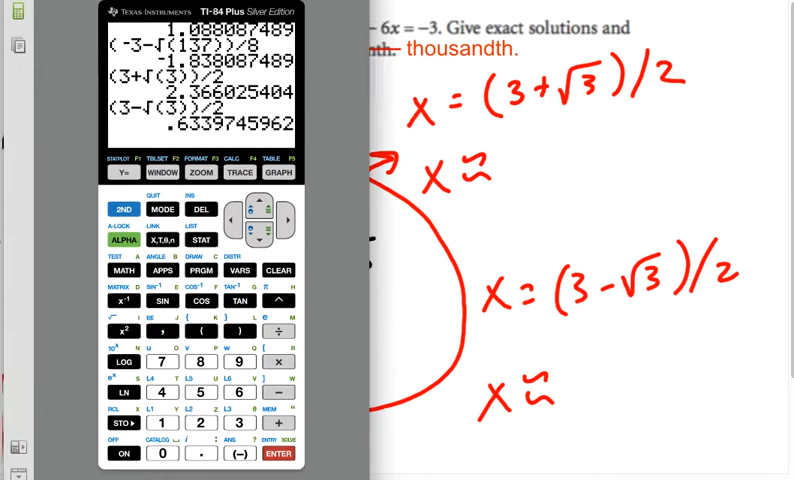 TEXAS INSTRUMENTS TI-84 Plus Silver Edition
1.088087489
(-3-√(137))/8
-1.838087489
(3+√(3))/2
2.366025404
(3-√(3))/2
.6339745962
- 6x = -3. Give exact solutions and
thousandth.
x = (3+√3)/2
x ≈
x = (3-√3)/2
x ≈
STATPLOT F1 TBLSET F2 FORMAT F3 CALC F4 TABLE F5
Y= WINDOW ZOOM TRACE GRAPH
QUIT INS
2ND MODE DEL
A-LOCK LINK LIST
ALPHA X,T,θ,n STAT
TEST A ANGLE B DRAW C DISTR
MATH APPS PRGM VARS CLEAR
MATRIX D SIN⁻¹ E COS⁻¹ F TAN⁻¹ G π H
x⁻¹ SIN COS TAN ^
√ I EE J { K } L e M
x² , ( ) ÷
10ˣ N u O v P w Q [ R
LOG 7 8 9 ×
eˣ S L4 T L5 U L6 V ] W
LN 4 5 6 −
RCL X L1 Y L2 Z L3 θ MEM "
STO▸ 1 2 3 +
OFF CATALOG i : ANS ? ENTRY SOLVE
ON 0 . (−) ENTER